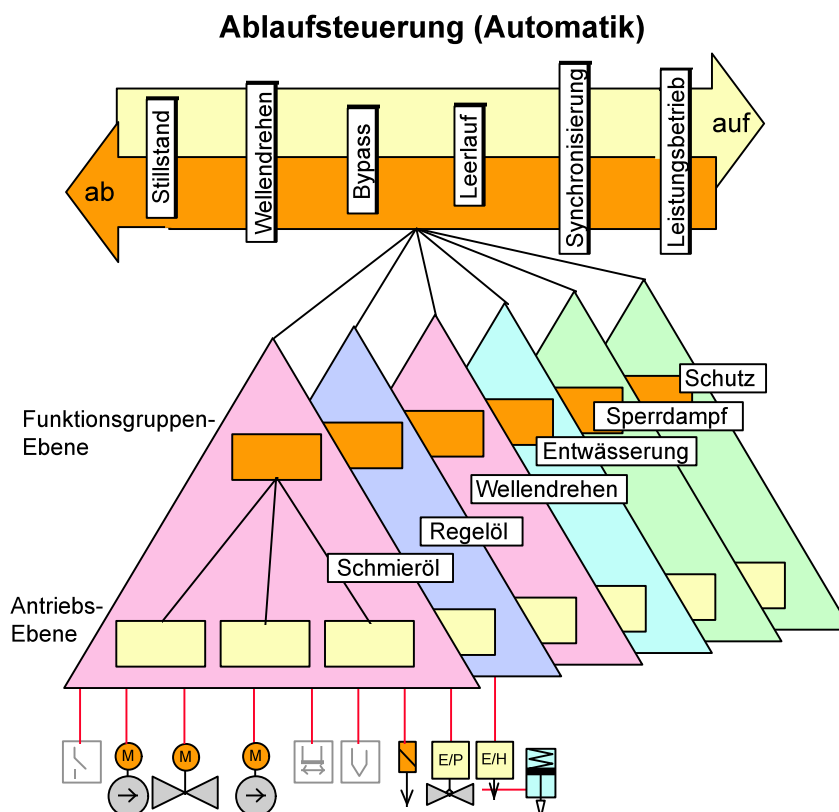 Ablaufsteuerung (Automatik)
auf
ab
Stillstand
Wellendrehen
Bypass
Leerlauf
Synchronisierung
Leistungsbetrieb
Schutz
Sperrdampf
Entwässerung
Wellendrehen
Regelöl
Schmieröl
Funktionsgruppen-
Ebene
Antriebs-
Ebene
M
M
M
E/P
E/H